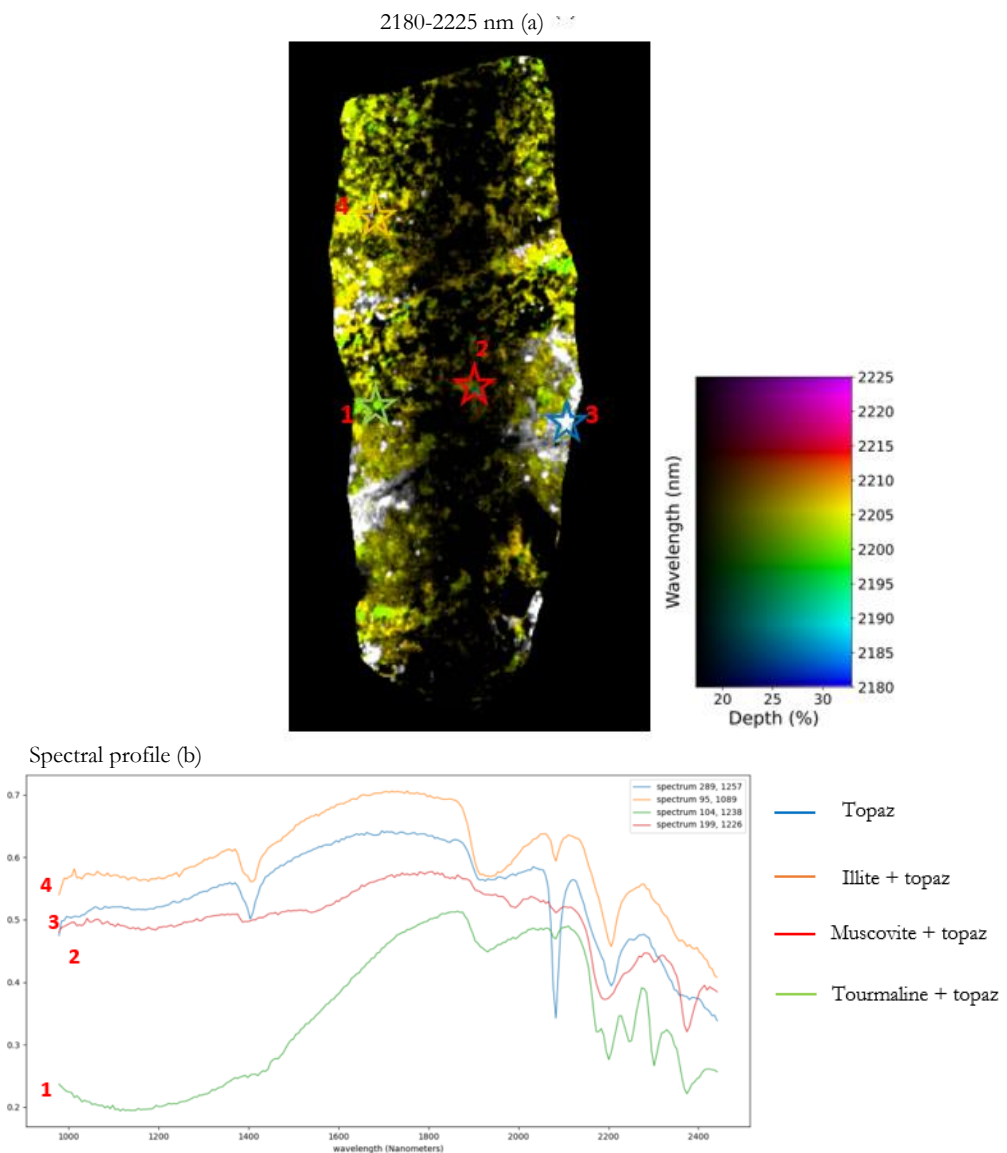 2180-2225 nm (a)
4
2
1
3
2225
2220
2215
2210
2205
2200
2195
2190
2185
2180
Wavelength (nm)
20 25 30
Depth (%)
Spectral profile (b)
0.7
0.6
0.5
0.4
0.3
0.2
4
3
2
1
spectrum 289, 1257
spectrum 95, 1089
spectrum 104, 1238
spectrum 199, 1226
1000 1200 1400 1600 1800 2000 2200 2400
wavelength (Nanometers)
Topaz
Illite + topaz
Muscovite + topaz
Tourmaline + topaz